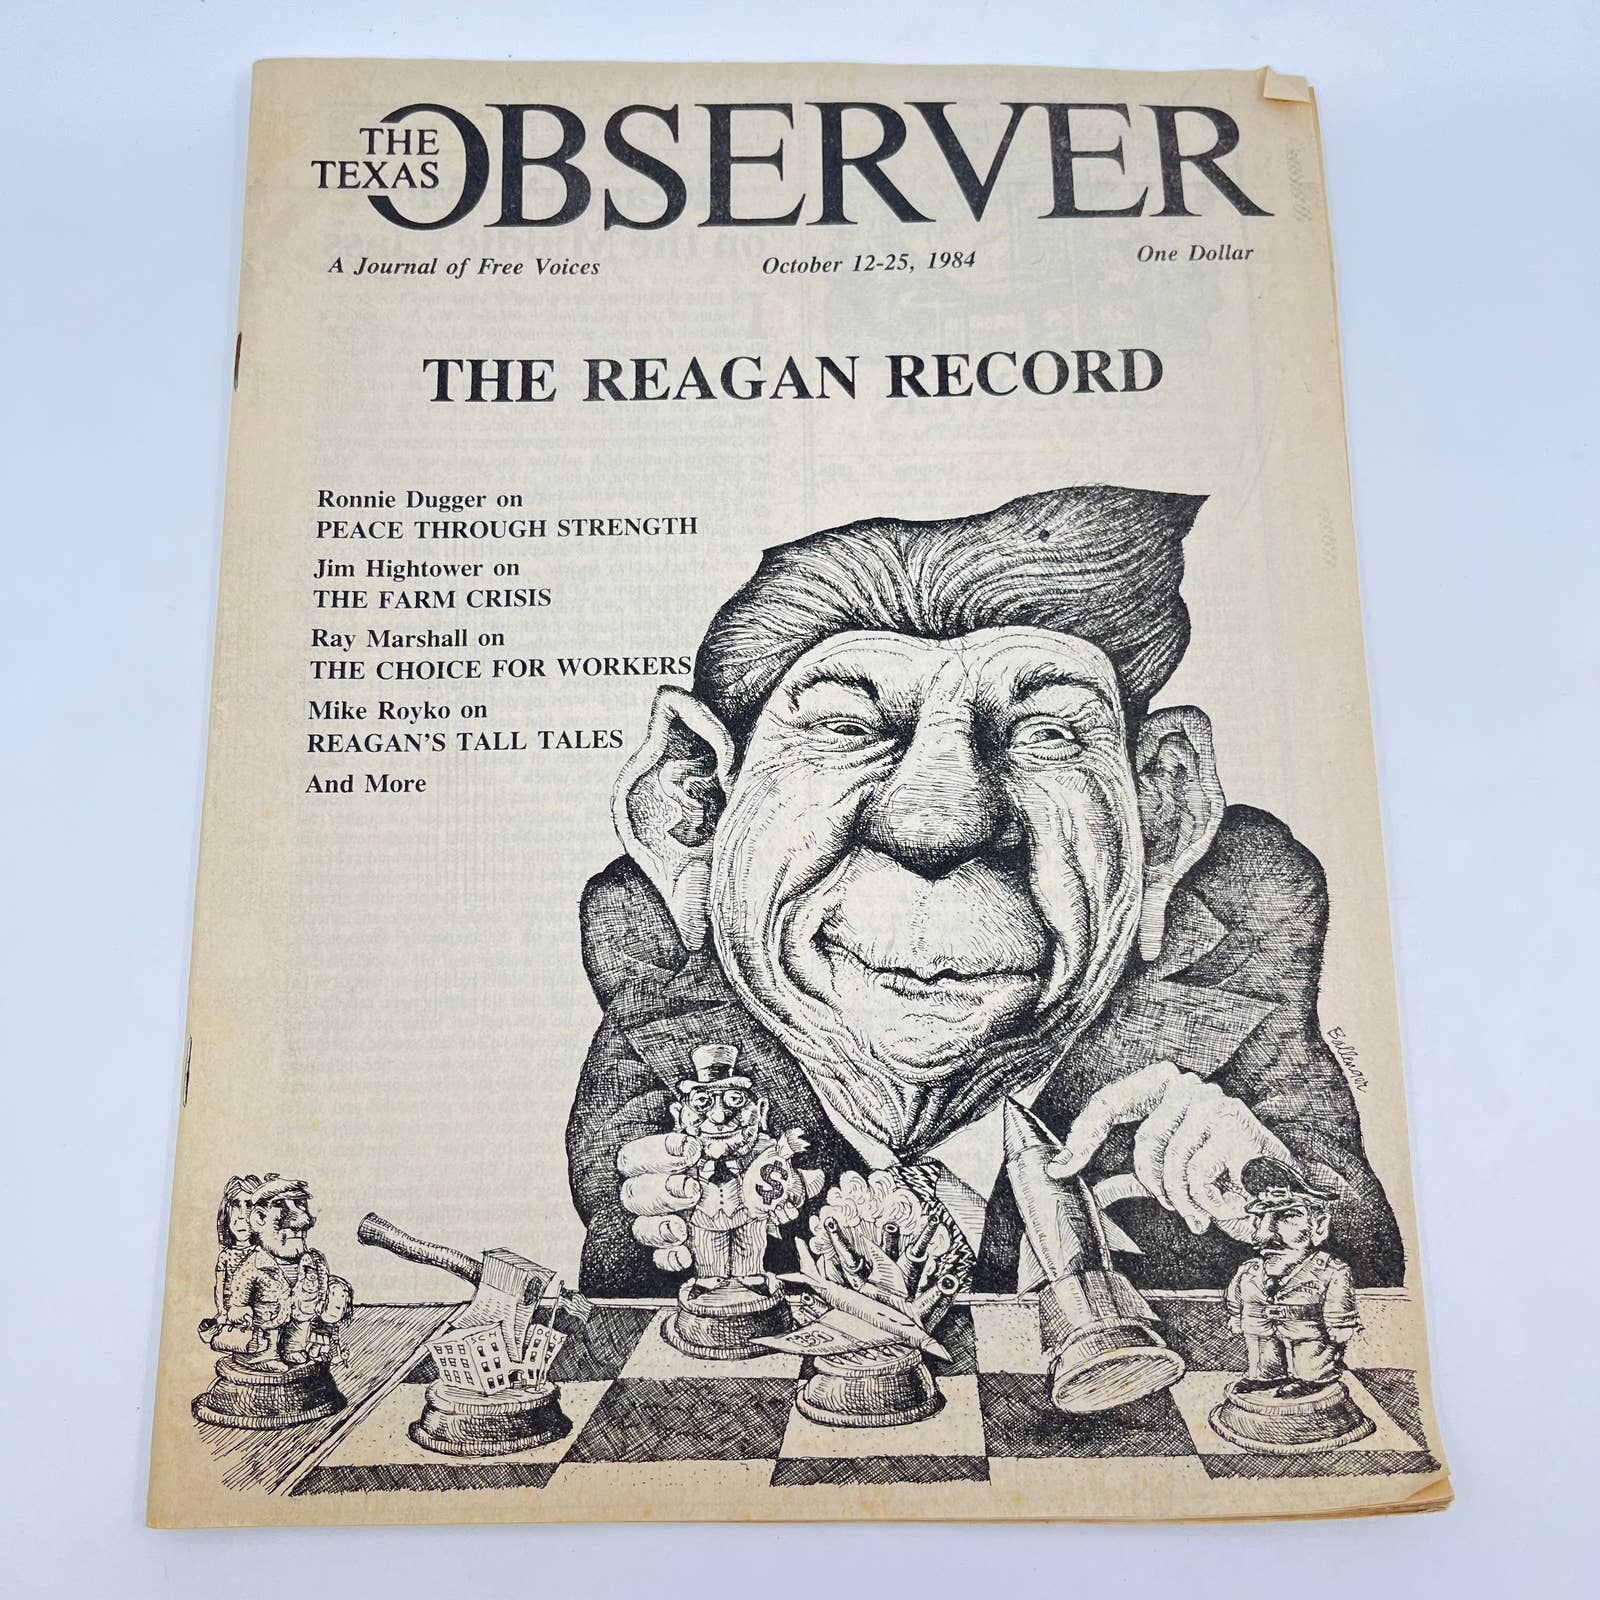 THE TEXAS OBSERVER
A Journal of Free Voices October 12-25, 1984 One Dollar
THE REAGAN RECORD
Ronnie Dugger on
PEACE THROUGH STRENGTH
Jim Hightower on
THE FARM CRISIS
Ray Marshall on
THE CHOICE FOR WORKERS
Mike Royko on
REAGAN'S TALL TALES
And More
Ballenger
$